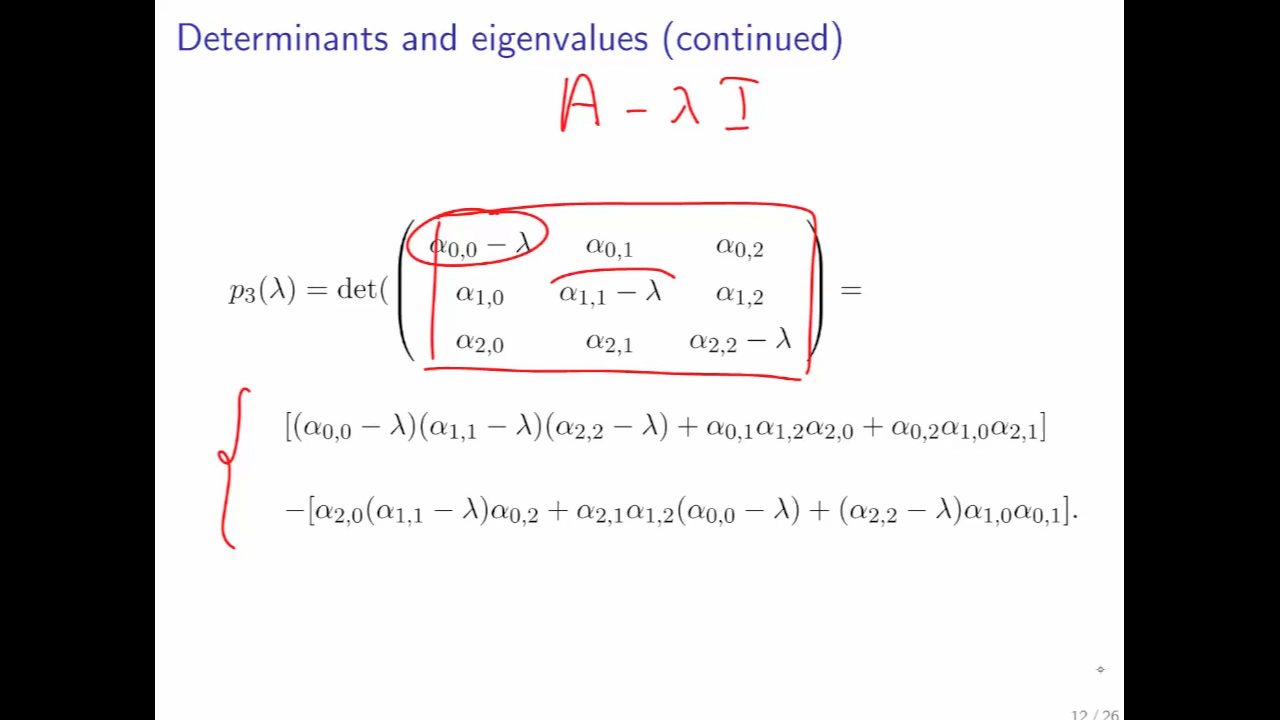 Determinants and eigenvalues (continued)
A − λ I
p₃(λ) = det(
α₀,₀ − λ α₀,₁ α₀,₂
α₁,₀ α₁,₁ − λ α₁,₂
α₂,₀ α₂,₁ α₂,₂ − λ
) =
[(α₀,₀ − λ)(α₁,₁ − λ)(α₂,₂ − λ) + α₀,₁α₁,₂α₂,₀ + α₀,₂α₁,₀α₂,₁]
−[α₂,₀(α₁,₁ − λ)α₀,₂ + α₂,₁α₁,₂(α₀,₀ − λ) + (α₂,₂ − λ)α₁,₀α₀,₁].
12 / 26